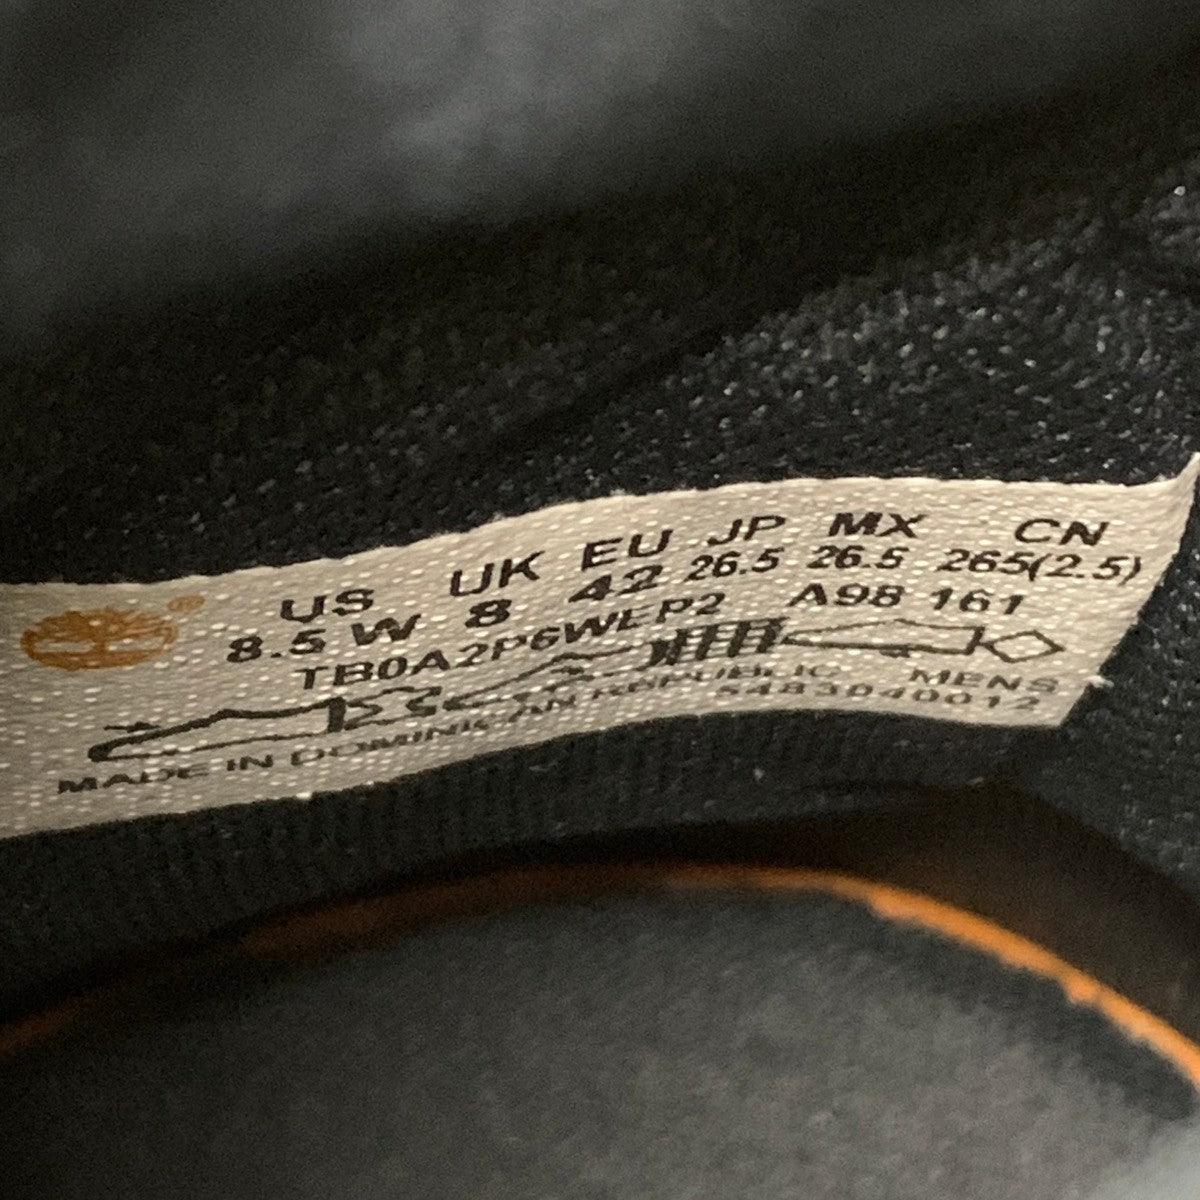 US UK EU JP MX CN
8.5 W 8 42 26.5 26.5 265(2.5)
TB0A2P6WEP2 A98 161
MENS
MADE IN DOMINICAN REPUBLIC 548304O0012